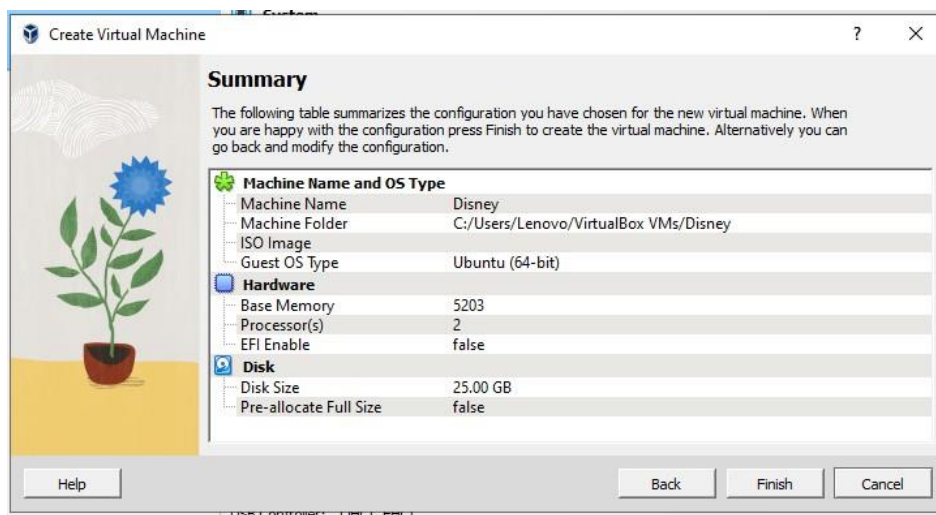 System
Create Virtual Machine
Summary
The following table summarizes the configuration you have chosen for the new virtual machine. When
you are happy with the configuration press Finish to create the virtual machine. Alternatively you can
go back and modify the configuration.
Machine Name and OS Type
Machine Name Disney
Machine Folder C:/Users/Lenovo/VirtualBox VMs/Disney
ISO Image
Guest OS Type Ubuntu (64-bit)
Hardware
Base Memory 5203
Processor(s) 2
EFI Enable false
Disk
Disk Size 25.00 GB
Pre-allocate Full Size false
Help Back Finish Cancel